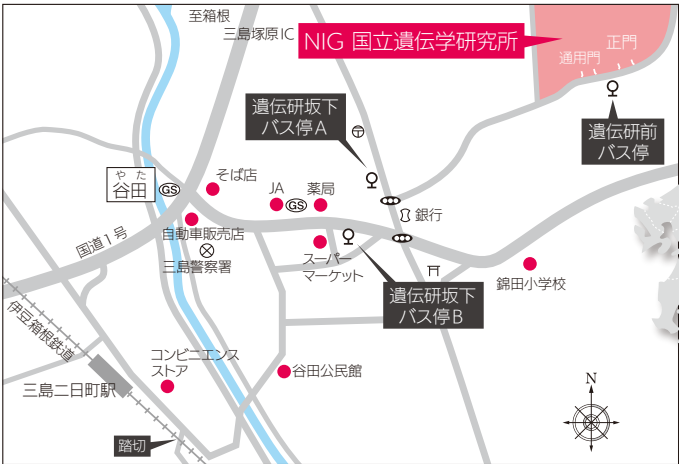 至箱根
三島塚原IC
NIG 国立遺伝学研究所
正門
通用門
遺伝研坂下
バス停A
遺伝研前
バス停
やた
谷田
GS
そば店
JA
GS
薬局
銀行
自動車販売店
国道1号
三島警察署
スーパー
マーケット
遺伝研坂下
バス停B
錦田小学校
伊豆箱根鉄道
コンビニエンス
ストア
谷田公民館
三島二日町駅
踏切
N